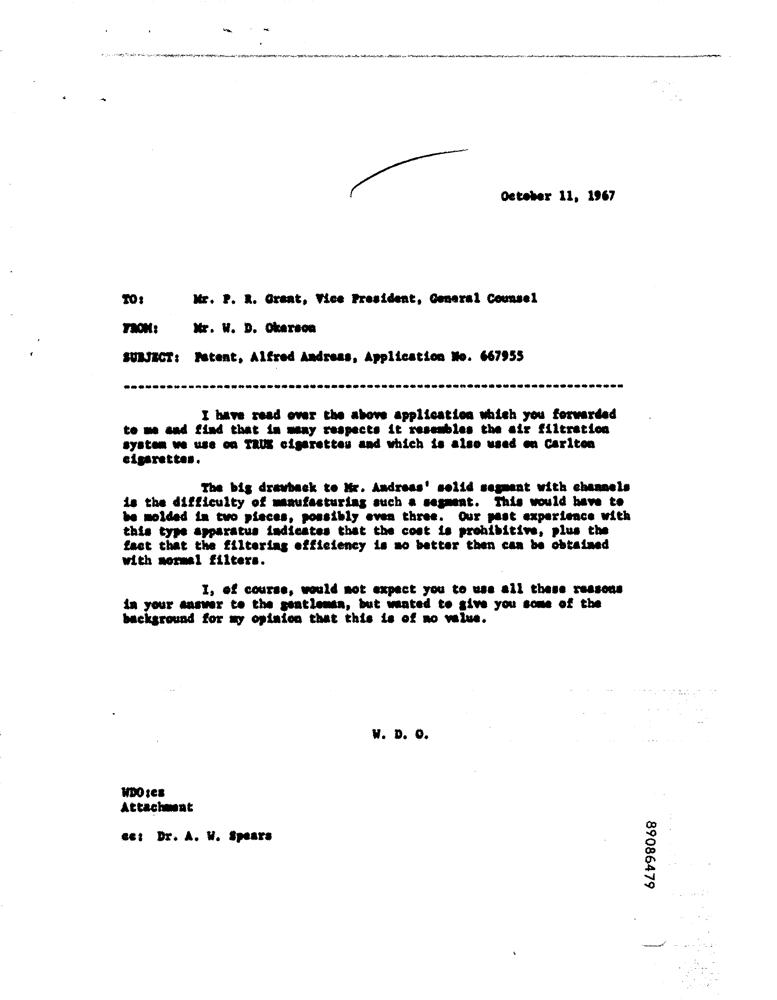 October 11, 1967
TO: Mr. P. R. Grant, Vice President, General Counsel
FROM: Mr. W. D. Okerson
SUBJECT: Patent, Alfred Andreas, Application No. 667955
----------------------------------------------------------------------
I have read over the above application which you forwarded
to me and find that in many respects it resembles the air filtration
system we use on TRUE cigarettes and which is also used on Carlton
cigarettes.
The big drawback to Mr. Andreas' solid segment with channels
is the difficulty of manufacturing such a segment. This would have to
be molded in two pieces, possibly even three. Our past experience with
this type apparatus indicates that the cost is prohibitive, plus the
fact that the filtering efficiency is no better then can be obtained
with normal filters.
I, of course, would not expect you to use all these reasons
in your answer to the gentleman, but wanted to give you some of the
background for my opinion that this is of no value.
W. D. O.
WDO:es
Attachment
cc: Dr. A. W. Spears
89086479